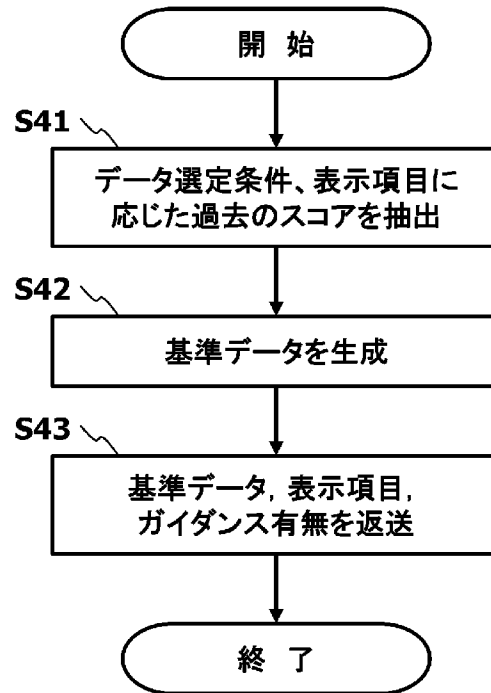 開 始
S41
データ選定条件、表示項目に
応じた過去のスコアを抽出
S42
基準データを生成
S43
基準データ, 表示項目,
ガイダンス有無を返送
終 了